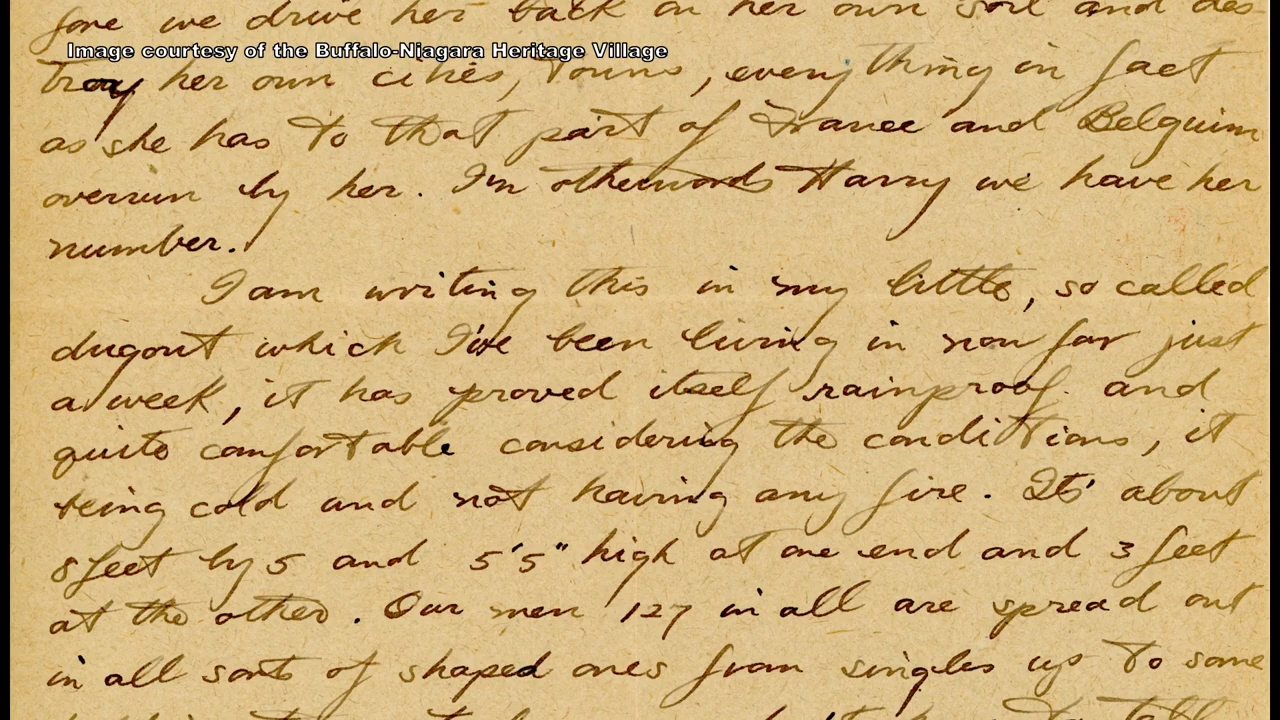 fore we drive her back on her own soil and des-
Image courtesy of the Buffalo-Niagara Heritage Village
troy her own cities, Towns, everything in fact
as she has to that part of France and Belguim
overrun by her. In otherwords Harry we have her
number.
I am writing this in my little, so called
dugout which I've been living in now for just
a week, it has proved itself rainproof and
quite comfortable considering the conditions, it
being cold and not having any fire. Its' about
8 feet by 5 and 5'5" high at one end and 3 feet
at the other. Our men 127 in all are spread out
in all sorts of shaped ones from singles up to some